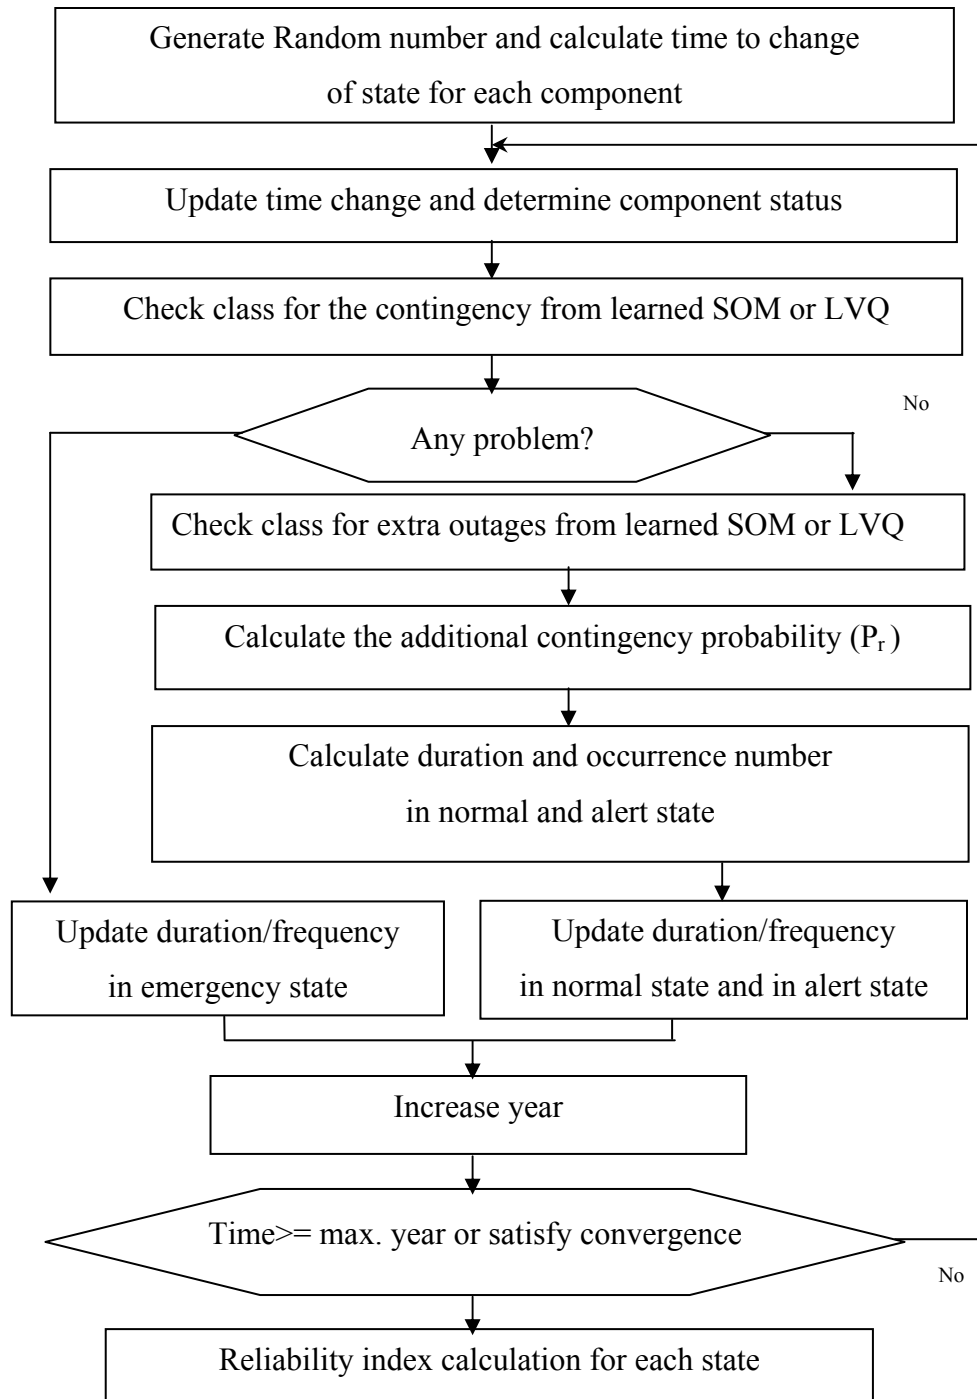 Generate Random number and calculate time to change
of state for each component
Update time change and determine component status
Check class for the contingency from learned SOM or LVQ
No
Any problem?
Check class for extra outages from learned SOM or LVQ
Calculate the additional contingency probability (Pr )
Calculate duration and occurrence number
in normal and alert state
Update duration/frequency
in emergency state
Update duration/frequency
in normal state and in alert state
Increase year
Time>= max. year or satisfy convergence
No
Reliability index calculation for each state